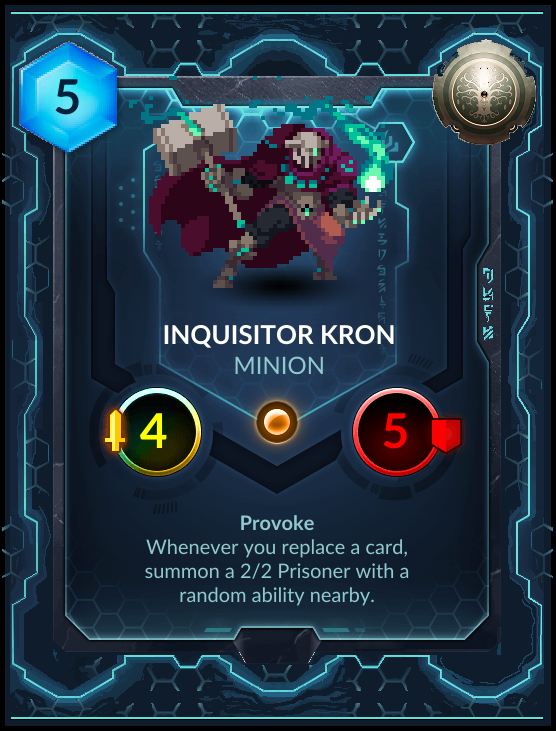 5
INQUISITOR KRON
MINION
4
5
Provoke
Whenever you replace a card,
summon a 2/2 Prisoner with a
random ability nearby.